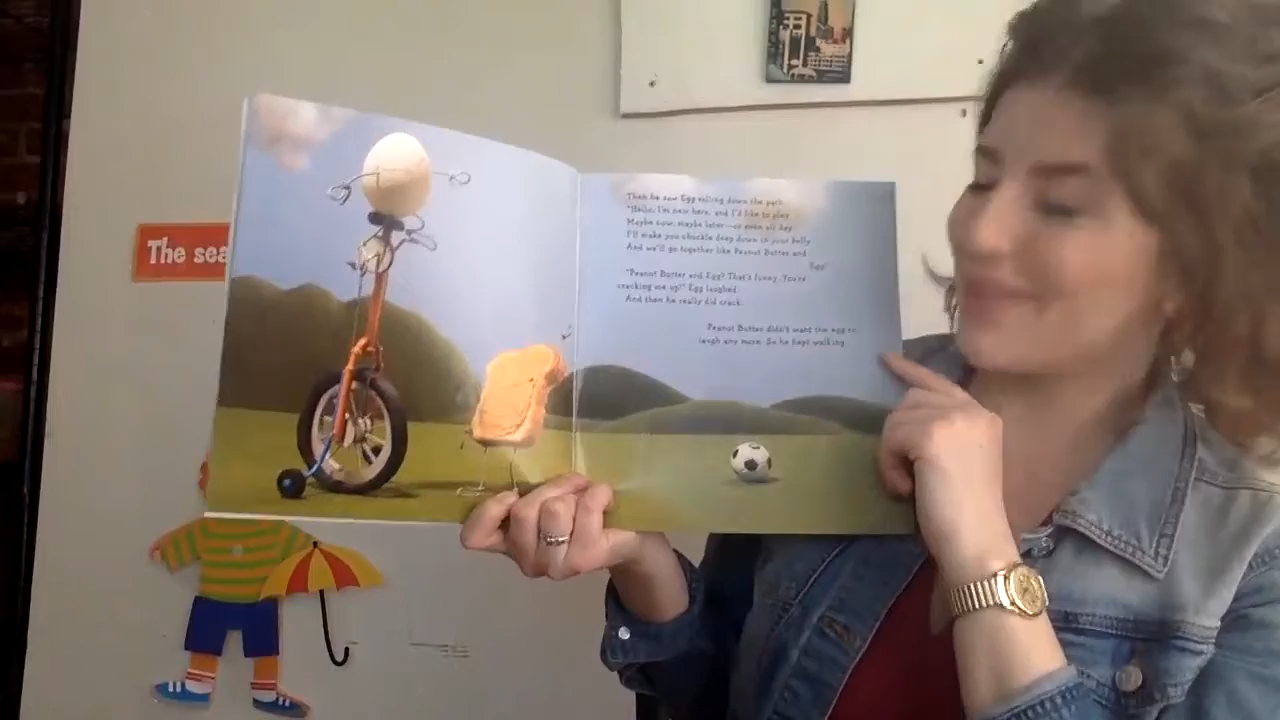 The sea
Then he saw Egg rolling down the path.
"Hello, I'm new here, and I'd like to play.
Maybe now, maybe later—or even all day.
I'll make you chuckle deep down in your belly
And we'll go together like Peanut Butter and
Egg!"
"Peanut Butter and Egg? That's funny. You're
cracking me up!" Egg laughed.
And then he really did crack.
Peanut Butter didn't want the egg to
laugh any more. So he kept walking.